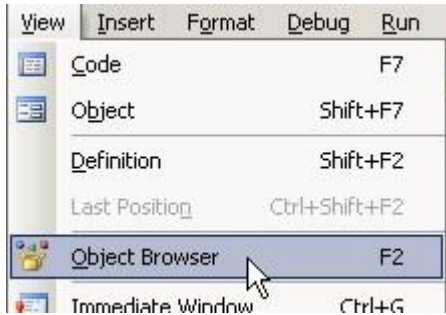 View Insert Format Debug Run
Code F7
Object Shift+F7
Definition Shift+F2
Last Position Ctrl+Shift+F2
Object Browser F2
Immediate Window Ctrl+G